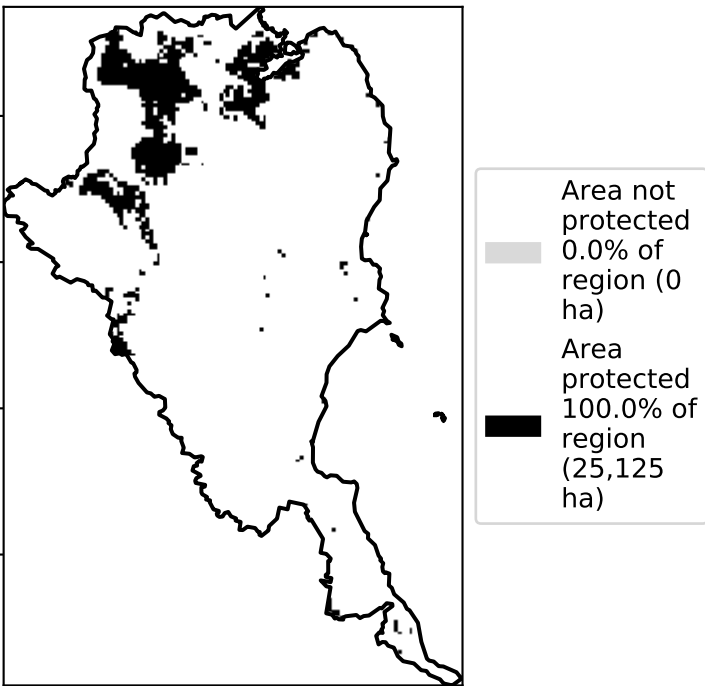 Area not
protected
0.0% of
region (0
ha)
Area
protected
100.0% of
region
(25,125
ha)